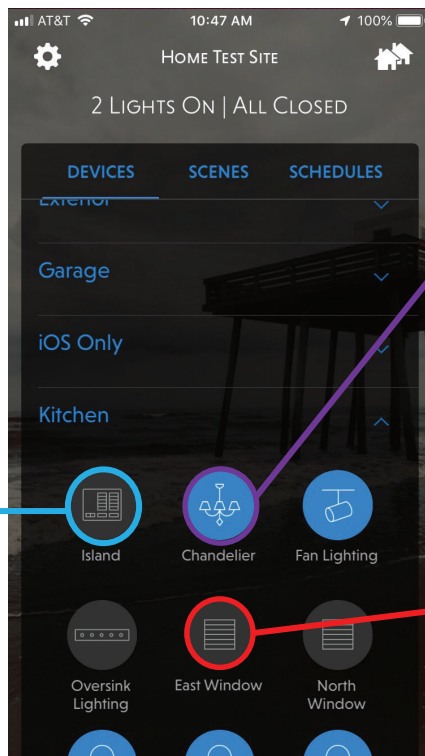 AT&T 10:47 AM 100%
Home Test Site
2 Lights On | All Closed
DEVICES SCENES SCHEDULES
Exterior
Garage
iOS Only
Kitchen
Island Chandelier Fan Lighting
Oversink East Window North
Lighting Window